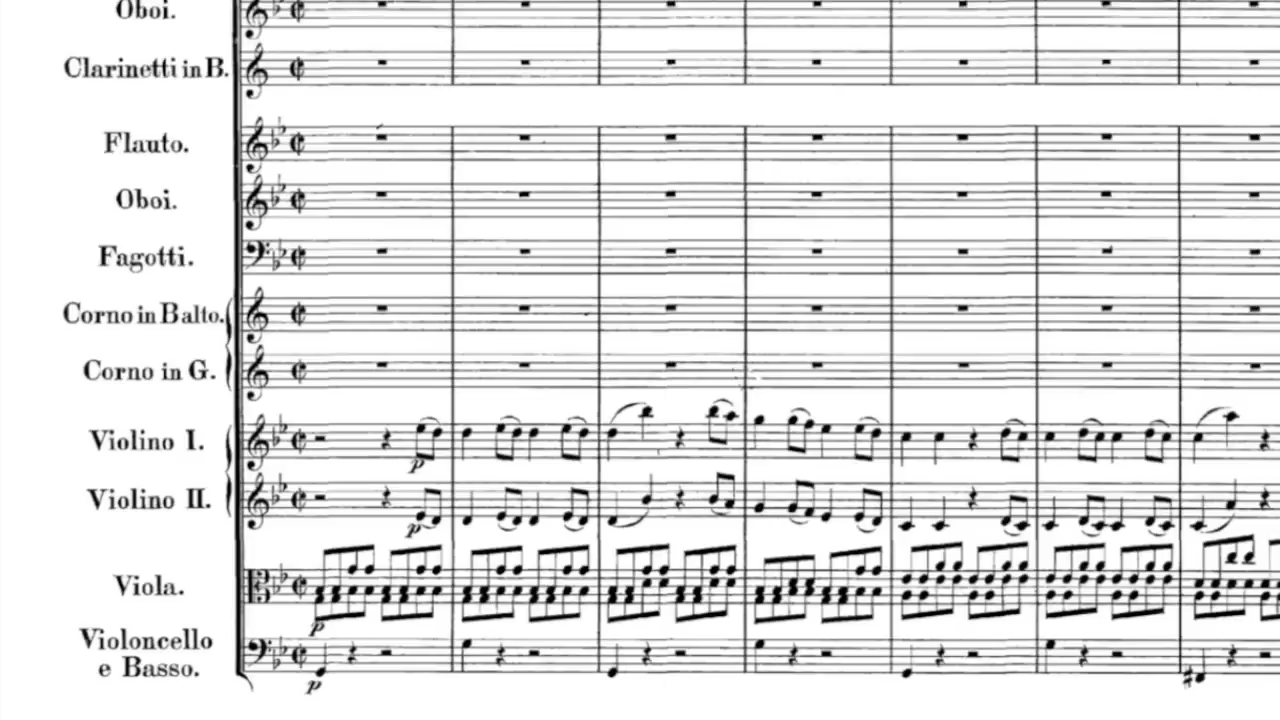 Oboi.
Clarinetti in B.
Flauto.
Oboi.
Fagotti.
Corno in B alto.
Corno in G.
Violino I.
p
Violino II.
p
Viola.
p
Violoncello
e Basso.
p